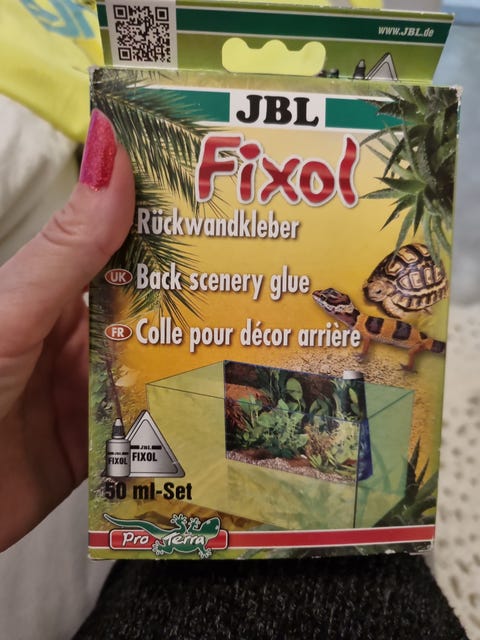 www.JBL.de
JBL
Fixol
Rückwandkleber
UK Back scenery glue
FR Colle pour décor arrière
JBL
FIXOL
FIXOL
50 ml-Set
Pro Terra